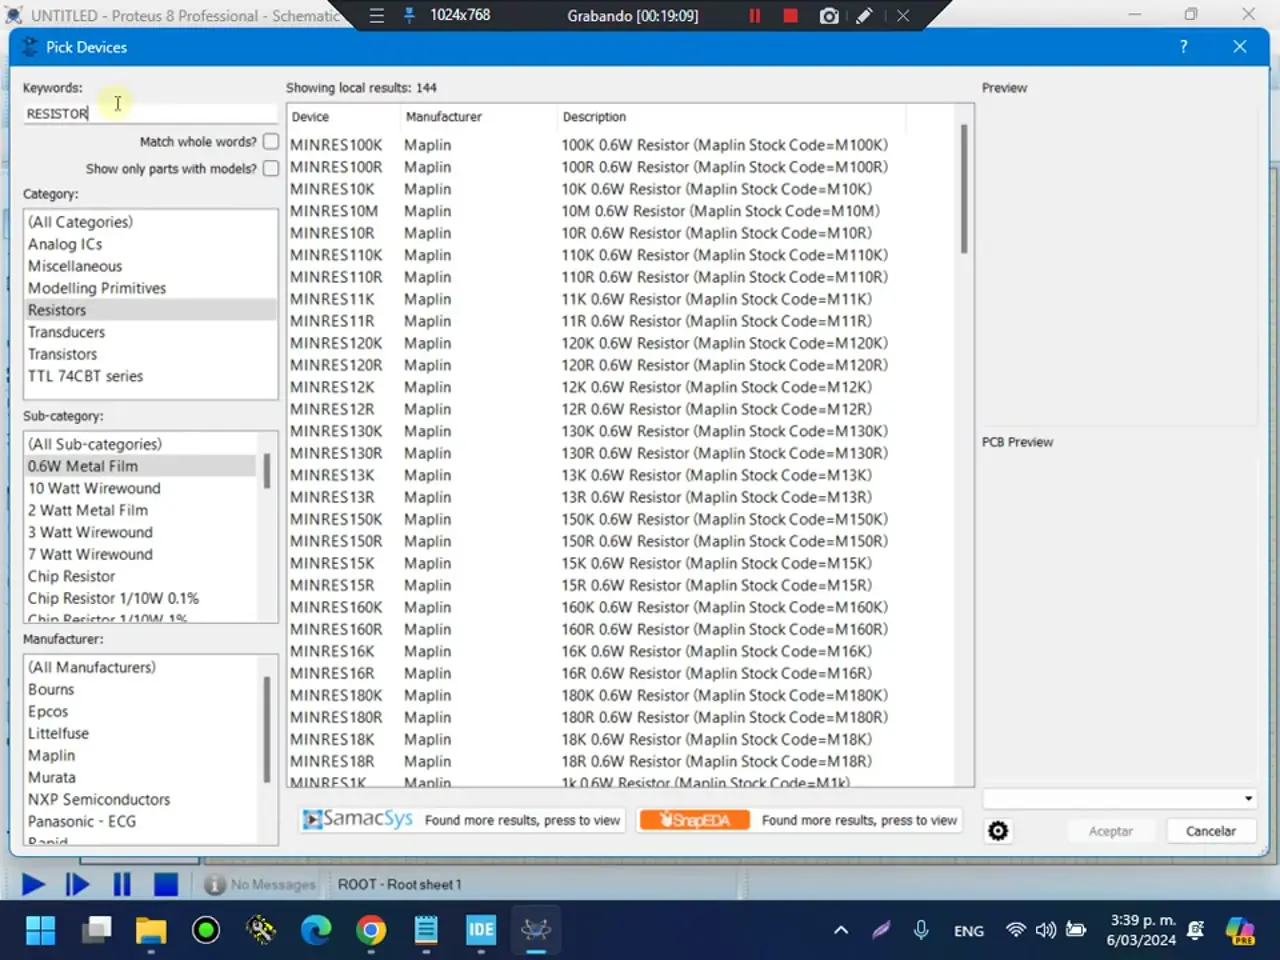 UNTITLED - Proteus 8 Professional - Schematic
1024x768
Grabando [00:19:09]
Pick Devices
?
Keywords:
RESISTOR
Match whole words?
Show only parts with models?
Category:
(All Categories)
Analog ICs
Miscellaneous
Modelling Primitives
Resistors
Transducers
Transistors
TTL 74CBT series
Sub-category:
(All Sub-categories)
0.6W Metal Film
10 Watt Wirewound
2 Watt Metal Film
3 Watt Wirewound
7 Watt Wirewound
Chip Resistor
Chip Resistor 1/10W 0.1%
Chip Resistor 1/10W 1%
Manufacturer:
(All Manufacturers)
Bourns
Epcos
Littelfuse
Maplin
Murata
NXP Semiconductors
Panasonic - ECG
Rapid
Showing local results: 144
Device Manufacturer Description
MINRES100K Maplin 100K 0.6W Resistor (Maplin Stock Code=M100K)
MINRES100R Maplin 100R 0.6W Resistor (Maplin Stock Code=M100R)
MINRES10K Maplin 10K 0.6W Resistor (Maplin Stock Code=M10K)
MINRES10M Maplin 10M 0.6W Resistor (Maplin Stock Code=M10M)
MINRES10R Maplin 10R 0.6W Resistor (Maplin Stock Code=M10R)
MINRES110K Maplin 110K 0.6W Resistor (Maplin Stock Code=M110K)
MINRES110R Maplin 110R 0.6W Resistor (Maplin Stock Code=M110R)
MINRES11K Maplin 11K 0.6W Resistor (Maplin Stock Code=M11K)
MINRES11R Maplin 11R 0.6W Resistor (Maplin Stock Code=M11R)
MINRES120K Maplin 120K 0.6W Resistor (Maplin Stock Code=M120K)
MINRES120R Maplin 120R 0.6W Resistor (Maplin Stock Code=M120R)
MINRES12K Maplin 12K 0.6W Resistor (Maplin Stock Code=M12K)
MINRES12R Maplin 12R 0.6W Resistor (Maplin Stock Code=M12R)
MINRES130K Maplin 130K 0.6W Resistor (Maplin Stock Code=M130K)
MINRES130R Maplin 130R 0.6W Resistor (Maplin Stock Code=M130R)
MINRES13K Maplin 13K 0.6W Resistor (Maplin Stock Code=M13K)
MINRES13R Maplin 13R 0.6W Resistor (Maplin Stock Code=M13R)
MINRES150K Maplin 150K 0.6W Resistor (Maplin Stock Code=M150K)
MINRES150R Maplin 150R 0.6W Resistor (Maplin Stock Code=M150R)
MINRES15K Maplin 15K 0.6W Resistor (Maplin Stock Code=M15K)
MINRES15R Maplin 15R 0.6W Resistor (Maplin Stock Code=M15R)
MINRES160K Maplin 160K 0.6W Resistor (Maplin Stock Code=M160K)
MINRES160R Maplin 160R 0.6W Resistor (Maplin Stock Code=M160R)
MINRES16K Maplin 16K 0.6W Resistor (Maplin Stock Code=M16K)
MINRES16R Maplin 16R 0.6W Resistor (Maplin Stock Code=M16R)
MINRES180K Maplin 180K 0.6W Resistor (Maplin Stock Code=M180K)
MINRES180R Maplin 180R 0.6W Resistor (Maplin Stock Code=M180R)
MINRES18K Maplin 18K 0.6W Resistor (Maplin Stock Code=M18K)
MINRES18R Maplin 18R 0.6W Resistor (Maplin Stock Code=M18R)
MINRES1K Maplin 1k 0.6W Resistor (Maplin Stock Code=M1k)
SamacSys Found more results, press to view
SnapEDA Found more results, press to view
Preview
PCB Preview
Aceptar
Cancelar
No Messages
ROOT - Root sheet 1
IDE
ENG
3:39 p. m.
6/03/2024
PRE